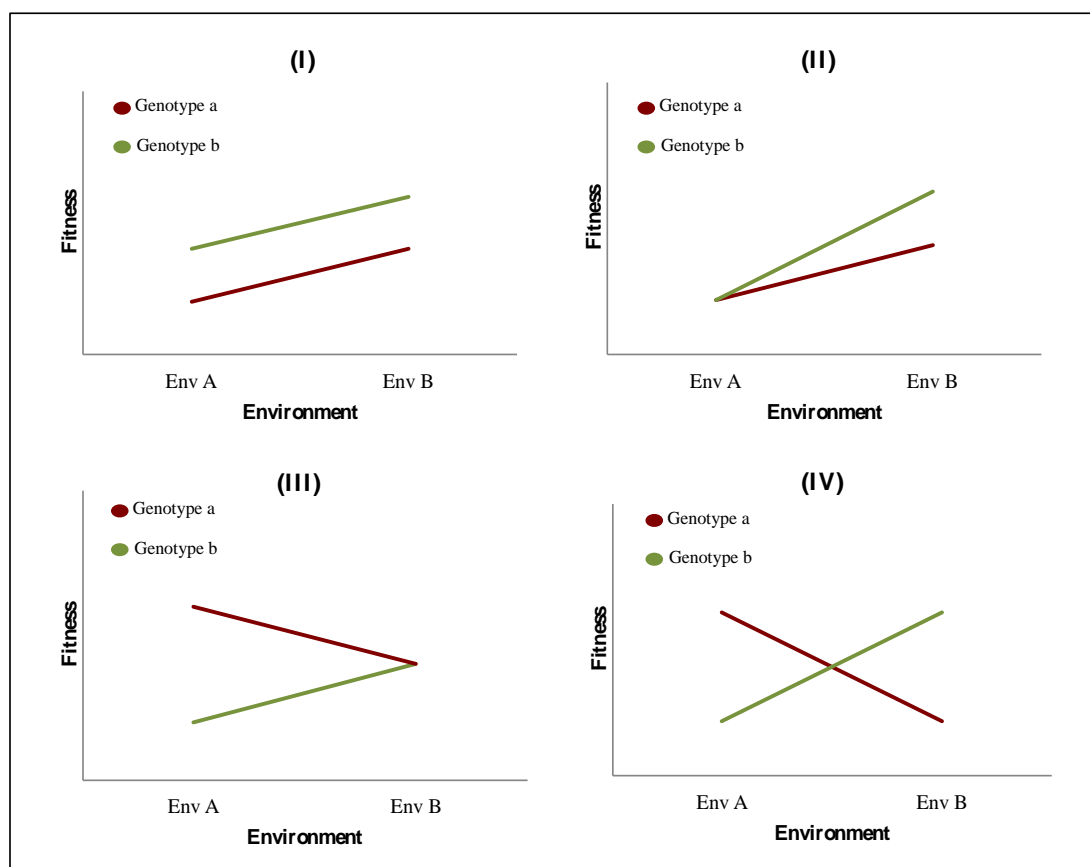 (I)
Genotype a
Genotype b
Fitness
Env A
Env B
Environment
(II)
Genotype a
Genotype b
Fitness
Env A
Env B
Environment
(III)
Genotype a
Genotype b
Fitness
Env A
Env B
Environment
(IV)
Genotype a
Genotype b
Fitness
Env A
Env B
Environment